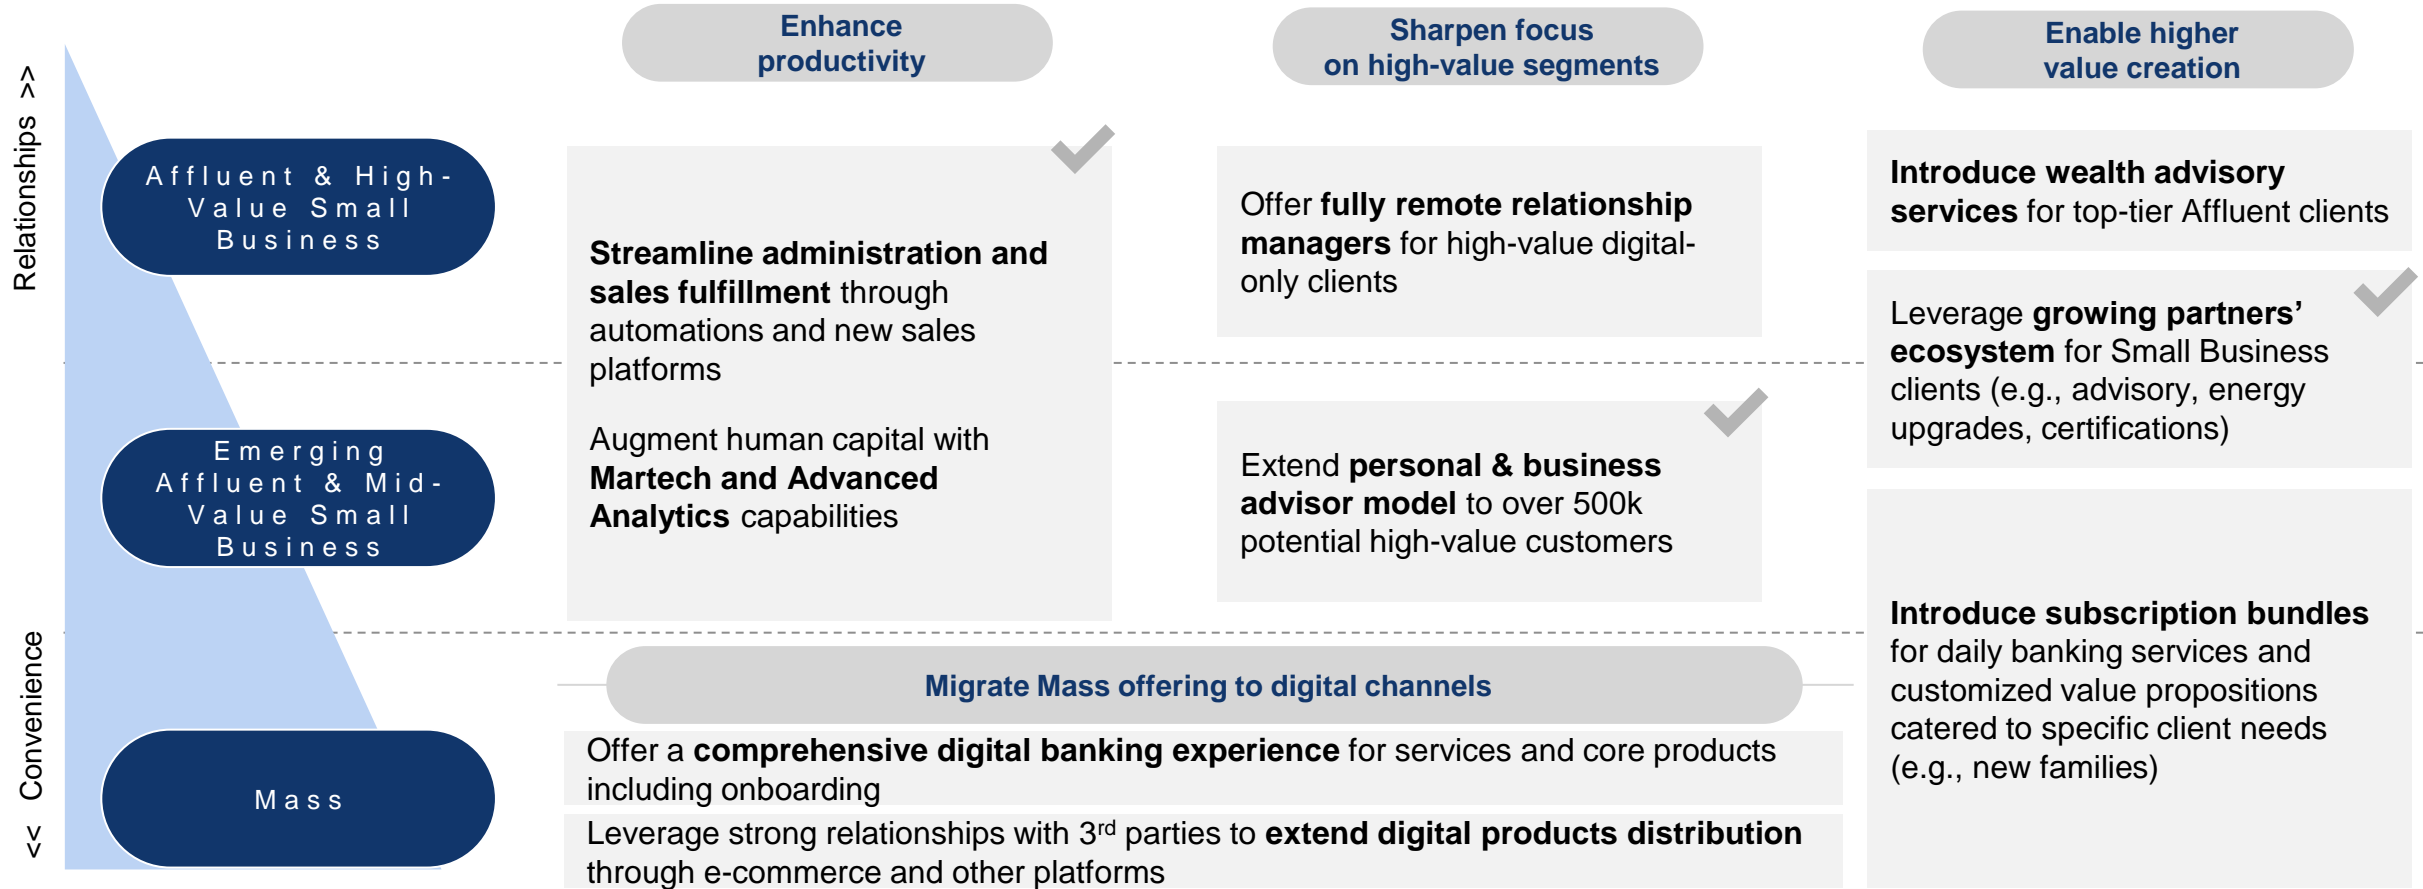 Enhance
productivity
Sharpen focus
on high-value segments
Enable higher
value creation
Relationships >>
<< Convenience
Affluent & High-
Value Small
Business
Emerging
Affluent & Mid-
Value Small
Business
Mass
Streamline administration and
sales fulfillment through
automations and new sales
platforms
Augment human capital with
Martech and Advanced
Analytics capabilities
Offer fully remote relationship
managers for high-value digital-
only clients
Extend personal & business
advisor model to over 500k
potential high-value customers
Introduce wealth advisory
services for top-tier Affluent clients
Leverage growing partners’
ecosystem for Small Business
clients (e.g., advisory, energy
upgrades, certifications)
Introduce subscription bundles
for daily banking services and
customized value propositions
catered to specific client needs
(e.g., new families)
Migrate Mass offering to digital channels
Offer a comprehensive digital banking experience for services and core products
including onboarding
Leverage strong relationships with 3rd parties to extend digital products distribution
through e-commerce and other platforms